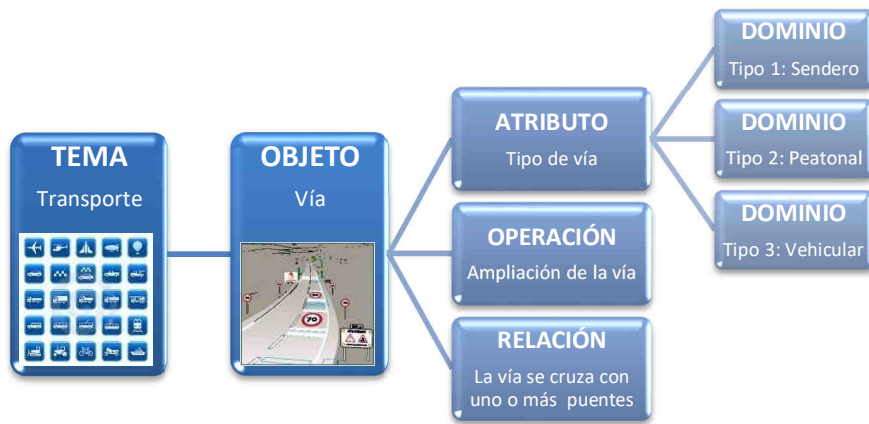 TEMA
Transporte
OBJETO
Vía
70
ATRIBUTO
Tipo de vía
OPERACIÓN
Ampliación de la vía
RELACIÓN
La vía se cruza con
uno o más puentes
DOMINIO
Tipo 1: Sendero
DOMINIO
Tipo 2: Peatonal
DOMINIO
Tipo 3: Vehicular